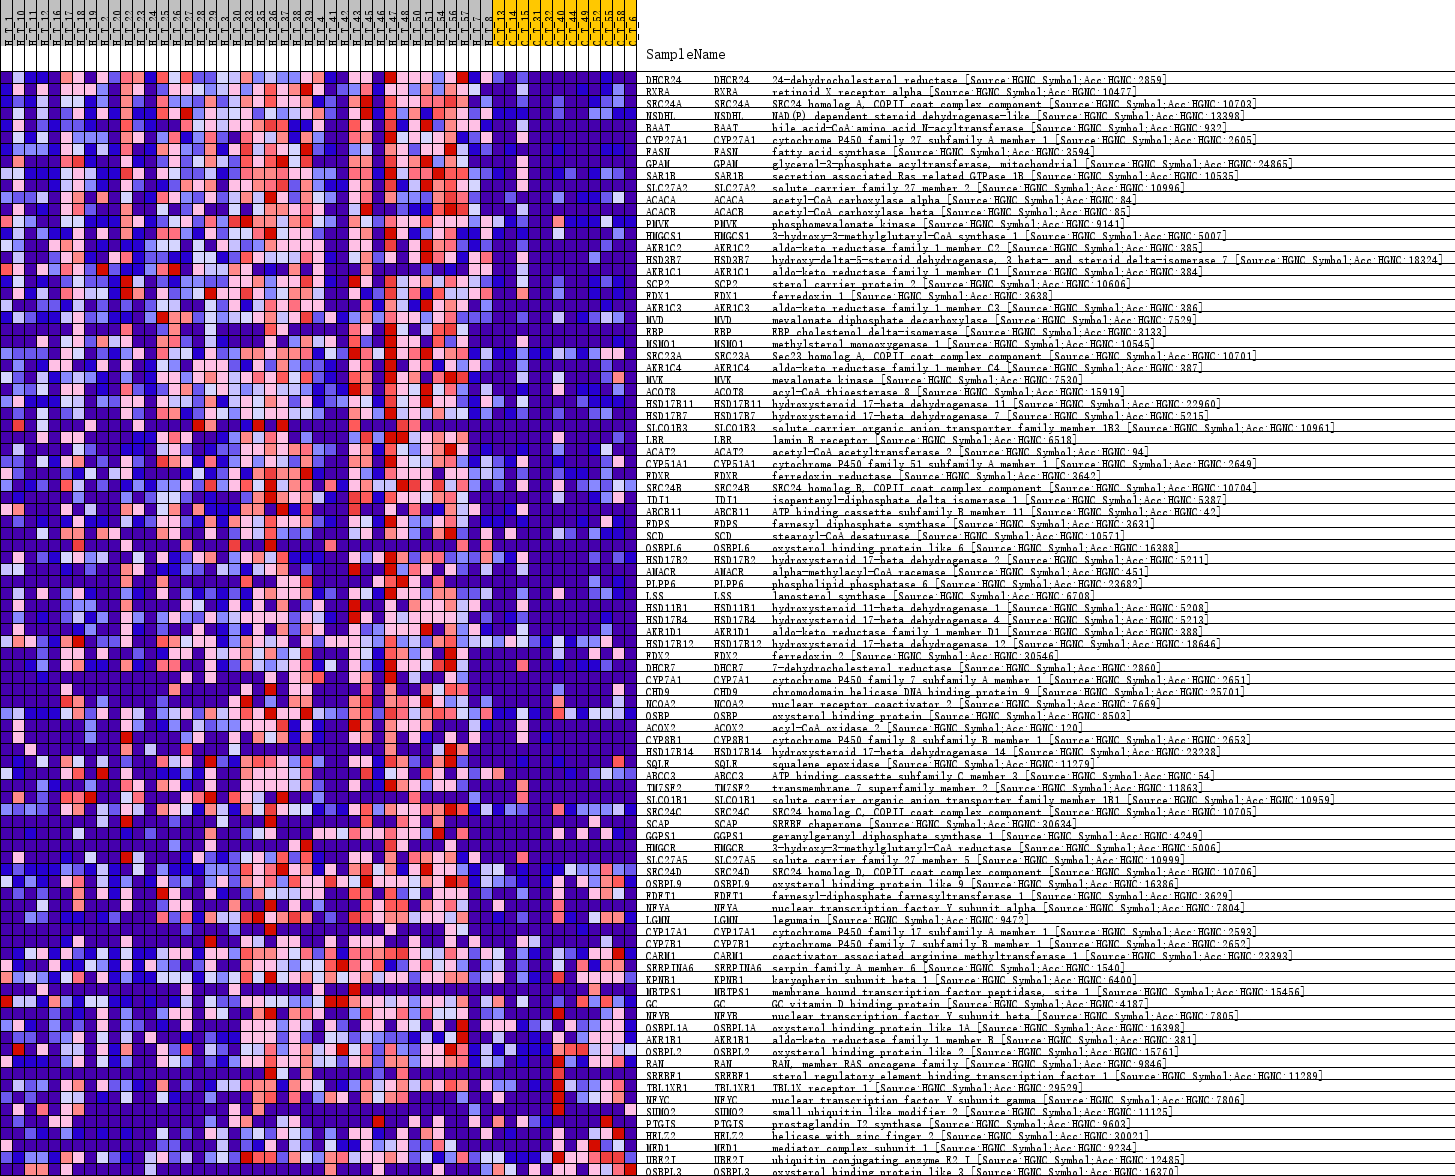 C_T_13
C_T_14
C_T_15
C_T_31
C_T_32
C_T_40
C_T_44
C_T_49
C_T_52
C_T_55
C_T_58
C_T_6
SampleName
DHCR24 DHCR24 24-dehydrocholesterol reductase [Source:HGNC Symbol;Acc:HGNC:2859]
RXRA RXRA retinoid X receptor alpha [Source:HGNC Symbol;Acc:HGNC:10477]
SEC24A SEC24A SEC24 homolog A, COPII coat complex component [Source:HGNC Symbol;Acc:HGNC:10703]
NSDHL NSDHL NAD(P) dependent steroid dehydrogenase-like [Source:HGNC Symbol;Acc:HGNC:13398]
BAAT BAAT bile acid-CoA:amino acid N-acyltransferase [Source:HGNC Symbol;Acc:HGNC:932]
CYP27A1 CYP27A1 cytochrome P450 family 27 subfamily A member 1 [Source:HGNC Symbol;Acc:HGNC:2605]
FASN FASN fatty acid synthase [Source:HGNC Symbol;Acc:HGNC:3594]
GPAM GPAM glycerol-3-phosphate acyltransferase, mitochondrial [Source:HGNC Symbol;Acc:HGNC:24865]
SAR1B SAR1B secretion associated Ras related GTPase 1B [Source:HGNC Symbol;Acc:HGNC:10535]
SLC27A2 SLC27A2 solute carrier family 27 member 2 [Source:HGNC Symbol;Acc:HGNC:10996]
ACACA ACACA acetyl-CoA carboxylase alpha [Source:HGNC Symbol;Acc:HGNC:84]
ACACB ACACB acetyl-CoA carboxylase beta [Source:HGNC Symbol;Acc:HGNC:85]
PMVK PMVK phosphomevalonate kinase [Source:HGNC Symbol;Acc:HGNC:9141]
HMGCS1 HMGCS1 3-hydroxy-3-methylglutaryl-CoA synthase 1 [Source:HGNC Symbol;Acc:HGNC:5007]
AKR1C2 AKR1C2 aldo-keto reductase family 1 member C2 [Source:HGNC Symbol;Acc:HGNC:385]
HSD3B7 HSD3B7 hydroxy-delta-5-steroid dehydrogenase, 3 beta- and steroid delta-isomerase 7 [Source:HGNC Symbol;Acc:HGNC:18324]
AKR1C1 AKR1C1 aldo-keto reductase family 1 member C1 [Source:HGNC Symbol;Acc:HGNC:384]
SCP2 SCP2 sterol carrier protein 2 [Source:HGNC Symbol;Acc:HGNC:10606]
FDX1 FDX1 ferredoxin 1 [Source:HGNC Symbol;Acc:HGNC:3638]
AKR1C3 AKR1C3 aldo-keto reductase family 1 member C3 [Source:HGNC Symbol;Acc:HGNC:386]
MVD MVD mevalonate diphosphate decarboxylase [Source:HGNC Symbol;Acc:HGNC:7529]
EBP EBP EBP cholestenol delta-isomerase [Source:HGNC Symbol;Acc:HGNC:3133]
MSMO1 MSMO1 methylsterol monooxygenase 1 [Source:HGNC Symbol;Acc:HGNC:10545]
SEC23A SEC23A Sec23 homolog A, COPII coat complex component [Source:HGNC Symbol;Acc:HGNC:10701]
AKR1C4 AKR1C4 aldo-keto reductase family 1 member C4 [Source:HGNC Symbol;Acc:HGNC:387]
MVK MVK mevalonate kinase [Source:HGNC Symbol;Acc:HGNC:7530]
ACOT8 ACOT8 acyl-CoA thioesterase 8 [Source:HGNC Symbol;Acc:HGNC:15919]
HSD17B11 HSD17B11 hydroxysteroid 17-beta dehydrogenase 11 [Source:HGNC Symbol;Acc:HGNC:22960]
HSD17B7 HSD17B7 hydroxysteroid 17-beta dehydrogenase 7 [Source:HGNC Symbol;Acc:HGNC:5215]
SLCO1B3 SLCO1B3 solute carrier organic anion transporter family member 1B3 [Source:HGNC Symbol;Acc:HGNC:10961]
LBR LBR lamin B receptor [Source:HGNC Symbol;Acc:HGNC:6518]
ACAT2 ACAT2 acetyl-CoA acetyltransferase 2 [Source:HGNC Symbol;Acc:HGNC:94]
CYP51A1 CYP51A1 cytochrome P450 family 51 subfamily A member 1 [Source:HGNC Symbol;Acc:HGNC:2649]
FDXR FDXR ferredoxin reductase [Source:HGNC Symbol;Acc:HGNC:3642]
SEC24B SEC24B SEC24 homolog B, COPII coat complex component [Source:HGNC Symbol;Acc:HGNC:10704]
IDI1 IDI1 isopentenyl-diphosphate delta isomerase 1 [Source:HGNC Symbol;Acc:HGNC:5387]
ABCB11 ABCB11 ATP binding cassette subfamily B member 11 [Source:HGNC Symbol;Acc:HGNC:42]
FDPS FDPS farnesyl diphosphate synthase [Source:HGNC Symbol;Acc:HGNC:3631]
SCD SCD stearoyl-CoA desaturase [Source:HGNC Symbol;Acc:HGNC:10571]
OSBPL6 OSBPL6 oxysterol binding protein like 6 [Source:HGNC Symbol;Acc:HGNC:16388]
HSD17B2 HSD17B2 hydroxysteroid 17-beta dehydrogenase 2 [Source:HGNC Symbol;Acc:HGNC:5211]
AMACR AMACR alpha-methylacyl-CoA racemase [Source:HGNC Symbol;Acc:HGNC:451]
PLPP6 PLPP6 phospholipid phosphatase 6 [Source:HGNC Symbol;Acc:HGNC:23682]
LSS LSS lanosterol synthase [Source:HGNC Symbol;Acc:HGNC:6708]
HSD11B1 HSD11B1 hydroxysteroid 11-beta dehydrogenase 1 [Source:HGNC Symbol;Acc:HGNC:5208]
HSD17B4 HSD17B4 hydroxysteroid 17-beta dehydrogenase 4 [Source:HGNC Symbol;Acc:HGNC:5213]
AKR1D1 AKR1D1 aldo-keto reductase family 1 member D1 [Source:HGNC Symbol;Acc:HGNC:388]
HSD17B12 HSD17B12 hydroxysteroid 17-beta dehydrogenase 12 [Source:HGNC Symbol;Acc:HGNC:18646]
FDX2 FDX2 ferredoxin 2 [Source:HGNC Symbol;Acc:HGNC:30546]
DHCR7 DHCR7 7-dehydrocholesterol reductase [Source:HGNC Symbol;Acc:HGNC:2860]
CYP7A1 CYP7A1 cytochrome P450 family 7 subfamily A member 1 [Source:HGNC Symbol;Acc:HGNC:2651]
CHD9 CHD9 chromodomain helicase DNA binding protein 9 [Source:HGNC Symbol;Acc:HGNC:25701]
NCOA2 NCOA2 nuclear receptor coactivator 2 [Source:HGNC Symbol;Acc:HGNC:7669]
OSBP OSBP oxysterol binding protein [Source:HGNC Symbol;Acc:HGNC:8503]
ACOX2 ACOX2 acyl-CoA oxidase 2 [Source:HGNC Symbol;Acc:HGNC:120]
CYP8B1 CYP8B1 cytochrome P450 family 8 subfamily B member 1 [Source:HGNC Symbol;Acc:HGNC:2653]
HSD17B14 HSD17B14 hydroxysteroid 17-beta dehydrogenase 14 [Source:HGNC Symbol;Acc:HGNC:23238]
SQLE SQLE squalene epoxidase [Source:HGNC Symbol;Acc:HGNC:11279]
ABCC3 ABCC3 ATP binding cassette subfamily C member 3 [Source:HGNC Symbol;Acc:HGNC:54]
TM7SF2 TM7SF2 transmembrane 7 superfamily member 2 [Source:HGNC Symbol;Acc:HGNC:11863]
SLCO1B1 SLCO1B1 solute carrier organic anion transporter family member 1B1 [Source:HGNC Symbol;Acc:HGNC:10959]
SEC24C SEC24C SEC24 homolog C, COPII coat complex component [Source:HGNC Symbol;Acc:HGNC:10705]
SCAP SCAP SREBF chaperone [Source:HGNC Symbol;Acc:HGNC:30634]
GGPS1 GGPS1 geranylgeranyl diphosphate synthase 1 [Source:HGNC Symbol;Acc:HGNC:4249]
HMGCR HMGCR 3-hydroxy-3-methylglutaryl-CoA reductase [Source:HGNC Symbol;Acc:HGNC:5006]
SLC27A5 SLC27A5 solute carrier family 27 member 5 [Source:HGNC Symbol;Acc:HGNC:10999]
SEC24D SEC24D SEC24 homolog D, COPII coat complex component [Source:HGNC Symbol;Acc:HGNC:10706]
OSBPL9 OSBPL9 oxysterol binding protein like 9 [Source:HGNC Symbol;Acc:HGNC:16386]
FDFT1 FDFT1 farnesyl-diphosphate farnesyltransferase 1 [Source:HGNC Symbol;Acc:HGNC:3629]
NFYA NFYA nuclear transcription factor Y subunit alpha [Source:HGNC Symbol;Acc:HGNC:7804]
LGMN LGMN legumain [Source:HGNC Symbol;Acc:HGNC:9472]
CYP17A1 CYP17A1 cytochrome P450 family 17 subfamily A member 1 [Source:HGNC Symbol;Acc:HGNC:2593]
CYP7B1 CYP7B1 cytochrome P450 family 7 subfamily B member 1 [Source:HGNC Symbol;Acc:HGNC:2652]
CARM1 CARM1 coactivator associated arginine methyltransferase 1 [Source:HGNC Symbol;Acc:HGNC:23393]
SERPINA6 SERPINA6 serpin family A member 6 [Source:HGNC Symbol;Acc:HGNC:1540]
KPNB1 KPNB1 karyopherin subunit beta 1 [Source:HGNC Symbol;Acc:HGNC:6400]
MBTPS1 MBTPS1 membrane bound transcription factor peptidase, site 1 [Source:HGNC Symbol;Acc:HGNC:15456]
GC GC GC vitamin D binding protein [Source:HGNC Symbol;Acc:HGNC:4187]
NFYB NFYB nuclear transcription factor Y subunit beta [Source:HGNC Symbol;Acc:HGNC:7805]
OSBPL1A OSBPL1A oxysterol binding protein like 1A [Source:HGNC Symbol;Acc:HGNC:16398]
AKR1B1 AKR1B1 aldo-keto reductase family 1 member B [Source:HGNC Symbol;Acc:HGNC:381]
OSBPL2 OSBPL2 oxysterol binding protein like 2 [Source:HGNC Symbol;Acc:HGNC:15761]
RAN RAN RAN, member RAS oncogene family [Source:HGNC Symbol;Acc:HGNC:9846]
SREBF1 SREBF1 sterol regulatory element binding transcription factor 1 [Source:HGNC Symbol;Acc:HGNC:11289]
TBL1XR1 TBL1XR1 TBL1X receptor 1 [Source:HGNC Symbol;Acc:HGNC:29529]
NFYC NFYC nuclear transcription factor Y subunit gamma [Source:HGNC Symbol;Acc:HGNC:7806]
SUMO2 SUMO2 small ubiquitin like modifier 2 [Source:HGNC Symbol;Acc:HGNC:11125]
PTGIS PTGIS prostaglandin I2 synthase [Source:HGNC Symbol;Acc:HGNC:9603]
HELZ2 HELZ2 helicase with zinc finger 2 [Source:HGNC Symbol;Acc:HGNC:30021]
MED1 MED1 mediator complex subunit 1 [Source:HGNC Symbol;Acc:HGNC:9234]
UBE2I UBE2I ubiquitin conjugating enzyme E2 I [Source:HGNC Symbol;Acc:HGNC:12485]
OSBPL3 OSBPL3 oxysterol binding protein like 3 [Source:HGNC Symbol;Acc:HGNC:16370]